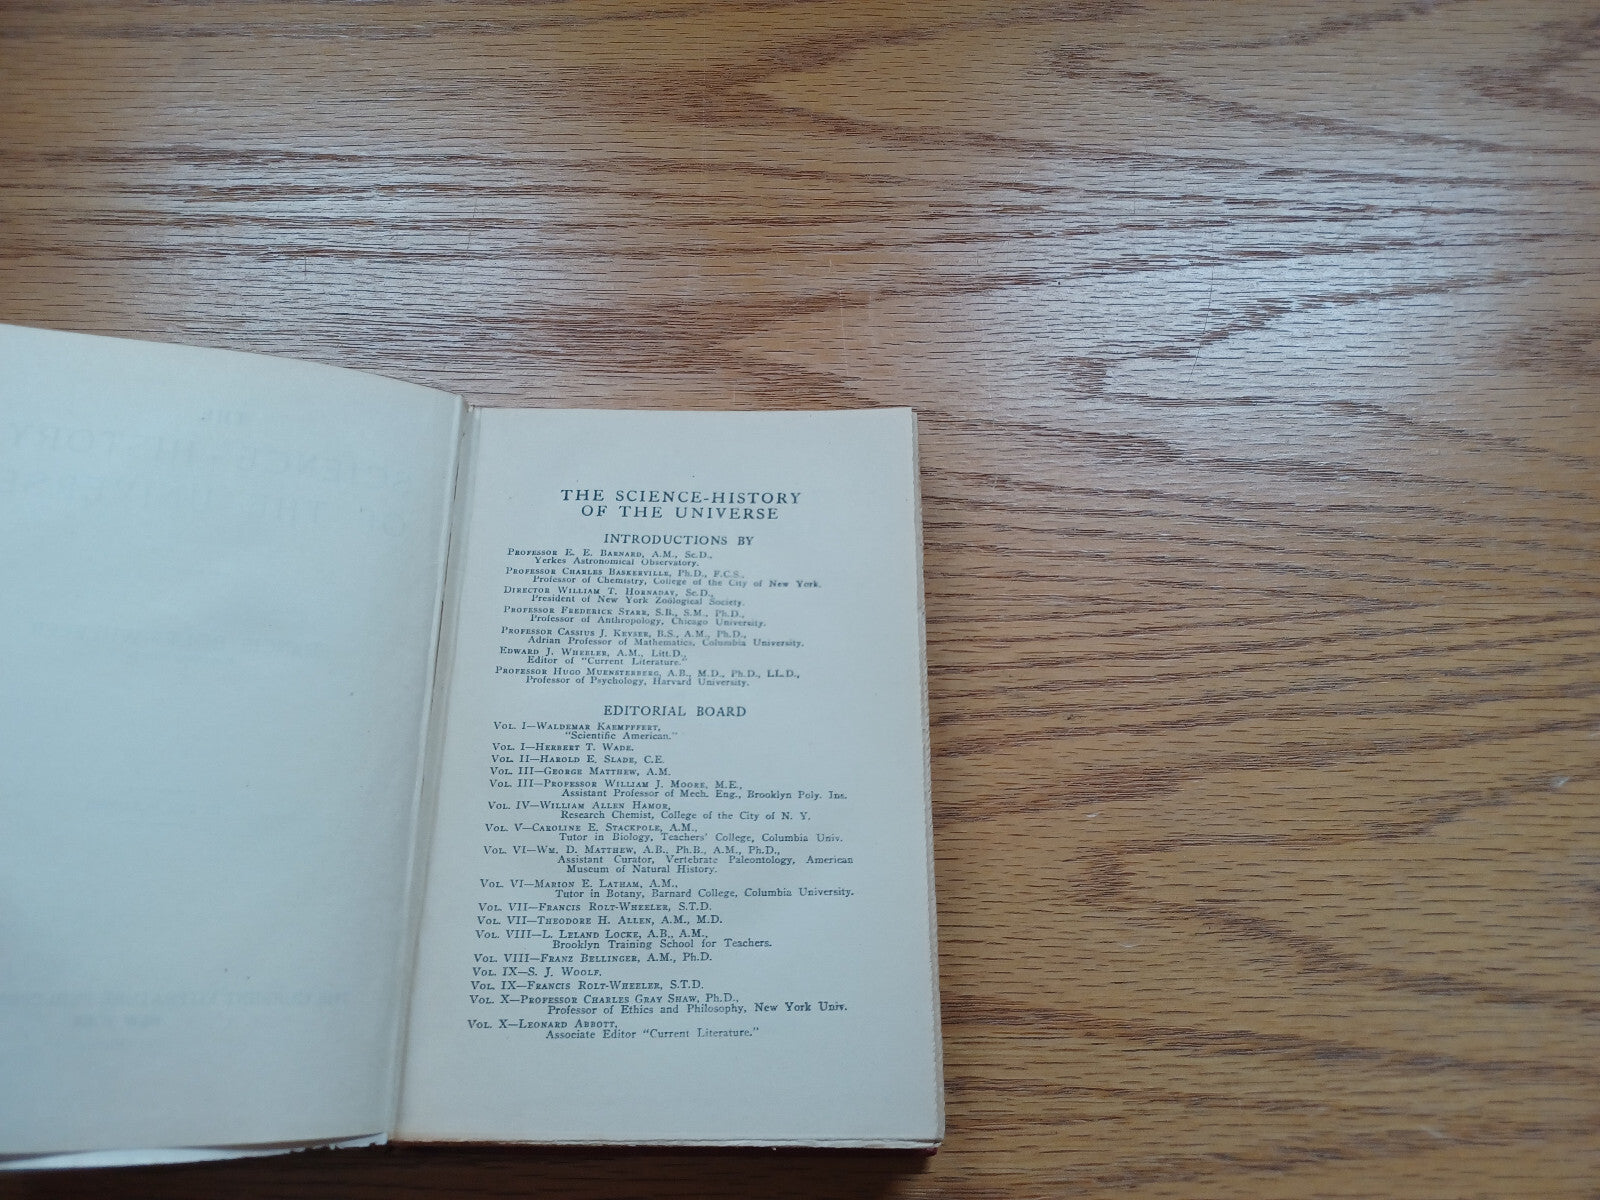 THE SCIENCE-HISTORY
OF THE UNIVERSE
INTRODUCTIONS BY
PROFESSOR E. E. BARNARD, A.M., Sc.D.,
Yerkes Astronomical Observatory.
PROFESSOR CHARLES BASKERVILLE, Ph.D., F.C.S.,
Professor of Chemistry, College of the City of New York.
DIRECTOR WILLIAM T. HORNADAY, Sc.D.,
President of New York Zoölogical Society.
PROFESSOR FREDERICK STARR, S.B., S.M., Ph.D.,
Professor of Anthropology, Chicago University.
PROFESSOR CASSIUS J. KEYSER, B.S., A.M., Ph.D.,
Adrian Professor of Mathematics, Columbia University.
EDWARD J. WHEELER, A.M., Litt.D.,
Editor of "Current Literature."
PROFESSOR HUGO MUENSTERBERG, A.B., M.D., Ph.D., LL.D.,
Professor of Psychology, Harvard University.
EDITORIAL BOARD
VOL. I—WALDEMAR KAEMPFFERT,
"Scientific American."
VOL. I—HERBERT T. WADE.
VOL. II—HAROLD E. SLADE, C.E.
VOL. III—GEORGE MATTHEW, A.M.
VOL. III—PROFESSOR WILLIAM J. MOORE, M.E.,
Assistant Professor of Mech. Eng., Brooklyn Poly. Ins.
VOL. IV—WILLIAM ALLEN HAMOR,
Research Chemist, College of the City of N. Y.
VOL. V—CAROLINE E. STACKPOLE, A.M.,
Tutor in Biology, Teachers' College, Columbia Univ.
VOL. VI—WM. D. MATTHEW, A.B., Ph.B., A.M., Ph.D.,
Assistant Curator, Vertebrate Paleontology, American
Museum of Natural History.
VOL. VI—MARION E. LATHAM, A.M.,
Tutor in Botany, Barnard College, Columbia University.
VOL. VII—FRANCIS ROLT-WHEELER, S.T.D.
VOL. VII—THEODORE H. ALLEN, A.M., M.D.
VOL. VIII—L. LELAND LOCKE, A.B., A.M.,
Brooklyn Training School for Teachers.
VOL. VIII—FRANZ BELLINGER, A.M., Ph.D.
VOL. IX—S. J. WOOLF.
VOL. IX—FRANCIS ROLT-WHEELER, S.T.D.
VOL. X—PROFESSOR CHARLES GRAY SHAW, Ph.D.,
Professor of Ethics and Philosophy, New York Univ.
VOL. X—LEONARD ABBOTT,
Associate Editor "Current Literature."